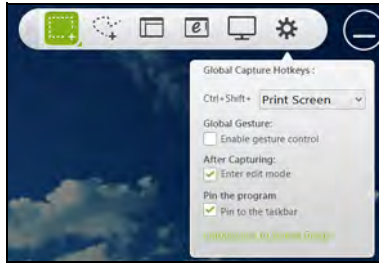 e
Global Capture Hotkeys :
Ctrl+Shift+ Print Screen
Global Gesture:
Enable gesture control
After Capturing:
Enter edit mode
Pin the program
Pin to the taskbar